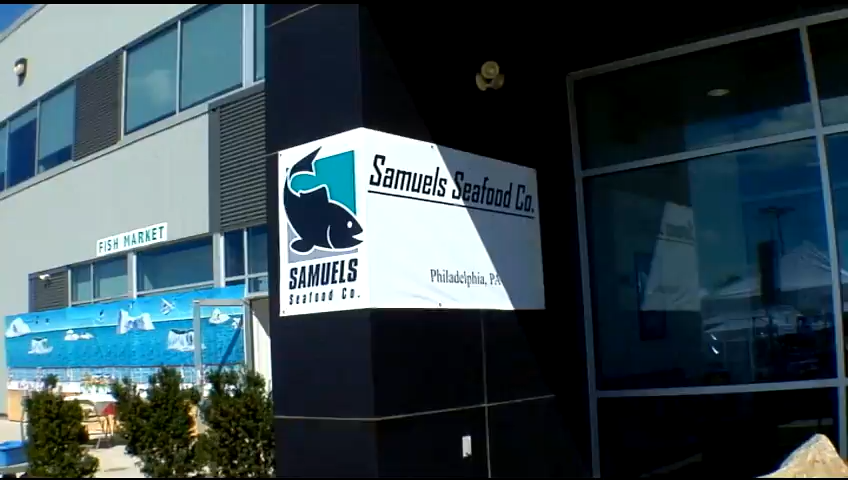 FISH MARKET
SAMUELS
Seafood Co.
Samuels Seafood Co.
Philadelphia, PA